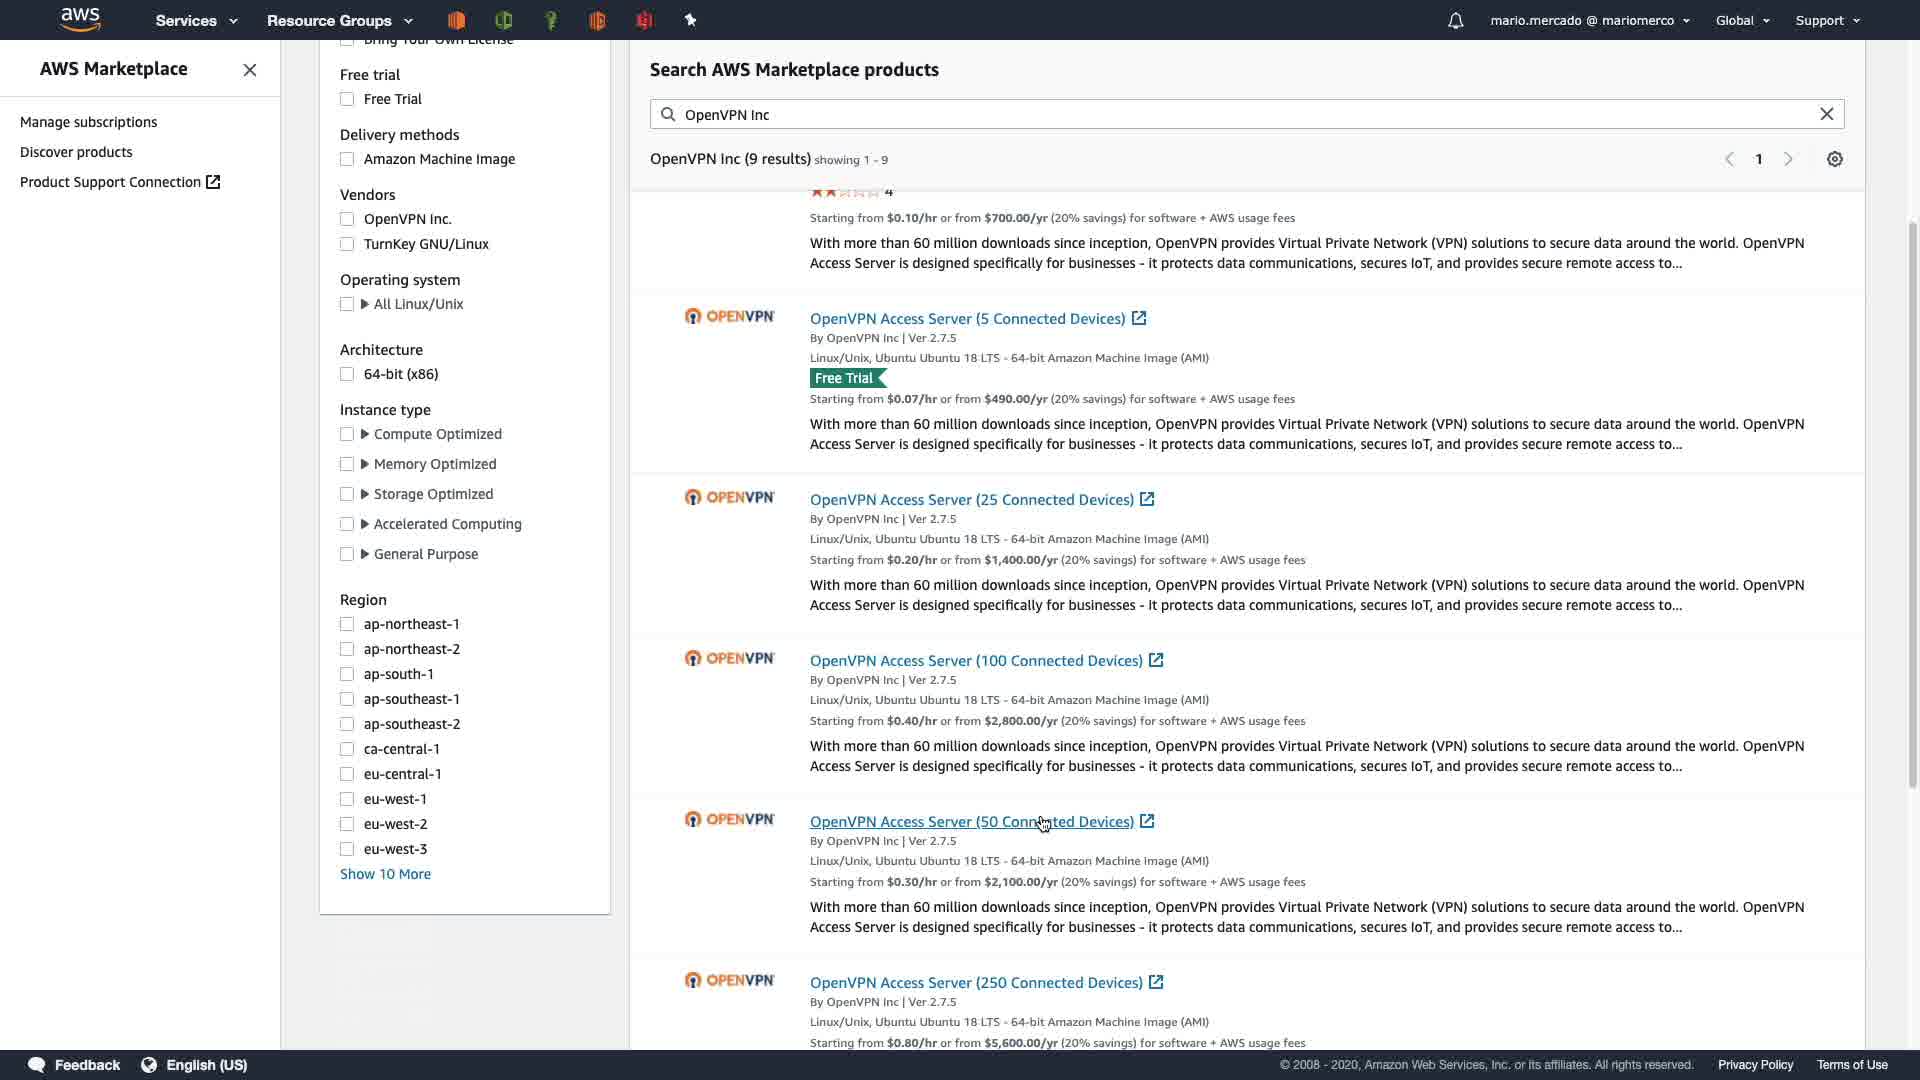 aws
Services
Resource Groups
mario.mercado @ mariomerco
Global
Support
AWS Marketplace
Manage subscriptions
Discover products
Product Support Connection
Bring Your Own License
Free trial
Free Trial
Delivery methods
Amazon Machine Image
Vendors
OpenVPN Inc.
TurnKey GNU/Linux
Operating system
All Linux/Unix
Architecture
64-bit (x86)
Instance type
Compute Optimized
Memory Optimized
Storage Optimized
Accelerated Computing
General Purpose
Region
ap-northeast-1
ap-northeast-2
ap-south-1
ap-southeast-1
ap-southeast-2
ca-central-1
eu-central-1
eu-west-1
eu-west-2
eu-west-3
Show 10 More
Search AWS Marketplace products
OpenVPN Inc
OpenVPN Inc (9 results) showing 1 - 9
1
4
Starting from $0.10/hr or from $700.00/yr (20% savings) for software + AWS usage fees
With more than 60 million downloads since inception, OpenVPN provides Virtual Private Network (VPN) solutions to secure data around the world. OpenVPN
Access Server is designed specifically for businesses - it protects data communications, secures IoT, and provides secure remote access to...
OPENVPN
OpenVPN Access Server (5 Connected Devices)
By OpenVPN Inc | Ver 2.7.5
Linux/Unix, Ubuntu Ubuntu 18 LTS - 64-bit Amazon Machine Image (AMI)
Free Trial
Starting from $0.07/hr or from $490.00/yr (20% savings) for software + AWS usage fees
With more than 60 million downloads since inception, OpenVPN provides Virtual Private Network (VPN) solutions to secure data around the world. OpenVPN
Access Server is designed specifically for businesses - it protects data communications, secures IoT, and provides secure remote access to...
OPENVPN
OpenVPN Access Server (25 Connected Devices)
By OpenVPN Inc | Ver 2.7.5
Linux/Unix, Ubuntu Ubuntu 18 LTS - 64-bit Amazon Machine Image (AMI)
Starting from $0.20/hr or from $1,400.00/yr (20% savings) for software + AWS usage fees
With more than 60 million downloads since inception, OpenVPN provides Virtual Private Network (VPN) solutions to secure data around the world. OpenVPN
Access Server is designed specifically for businesses - it protects data communications, secures IoT, and provides secure remote access to...
OPENVPN
OpenVPN Access Server (100 Connected Devices)
By OpenVPN Inc | Ver 2.7.5
Linux/Unix, Ubuntu Ubuntu 18 LTS - 64-bit Amazon Machine Image (AMI)
Starting from $0.40/hr or from $2,800.00/yr (20% savings) for software + AWS usage fees
With more than 60 million downloads since inception, OpenVPN provides Virtual Private Network (VPN) solutions to secure data around the world. OpenVPN
Access Server is designed specifically for businesses - it protects data communications, secures IoT, and provides secure remote access to...
OPENVPN
OpenVPN Access Server (50 Connected Devices)
By OpenVPN Inc | Ver 2.7.5
Linux/Unix, Ubuntu Ubuntu 18 LTS - 64-bit Amazon Machine Image (AMI)
Starting from $0.30/hr or from $2,100.00/yr (20% savings) for software + AWS usage fees
With more than 60 million downloads since inception, OpenVPN provides Virtual Private Network (VPN) solutions to secure data around the world. OpenVPN
Access Server is designed specifically for businesses - it protects data communications, secures IoT, and provides secure remote access to...
OPENVPN
OpenVPN Access Server (250 Connected Devices)
By OpenVPN Inc | Ver 2.7.5
Linux/Unix, Ubuntu Ubuntu 18 LTS - 64-bit Amazon Machine Image (AMI)
Starting from $0.80/hr or from $5,600.00/yr (20% savings) for software + AWS usage fees
Feedback
English (US)
© 2008 - 2020, Amazon Web Services, Inc. or its affiliates. All rights reserved.
Privacy Policy
Terms of Use